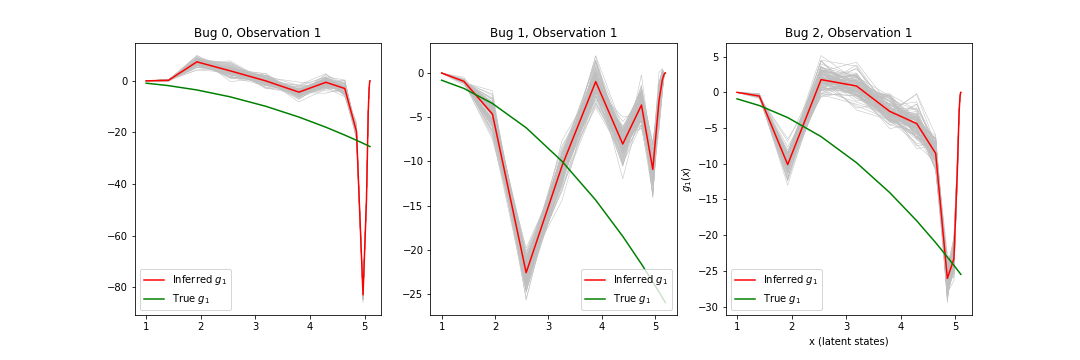 Bug 0, Observation 1
0
−20
−40
−60
−80
1 2 3 4 5
Inferred g₁
True g₁
Bug 1, Observation 1
0
−5
−10
−15
−20
−25
1 2 3 4 5
Inferred g₁
True g₁
Bug 2, Observation 1
g₁(x)
5
0
−5
−10
−15
−20
−25
−30
1 2 3 4 5
x (latent states)
Inferred g₁
True g₁